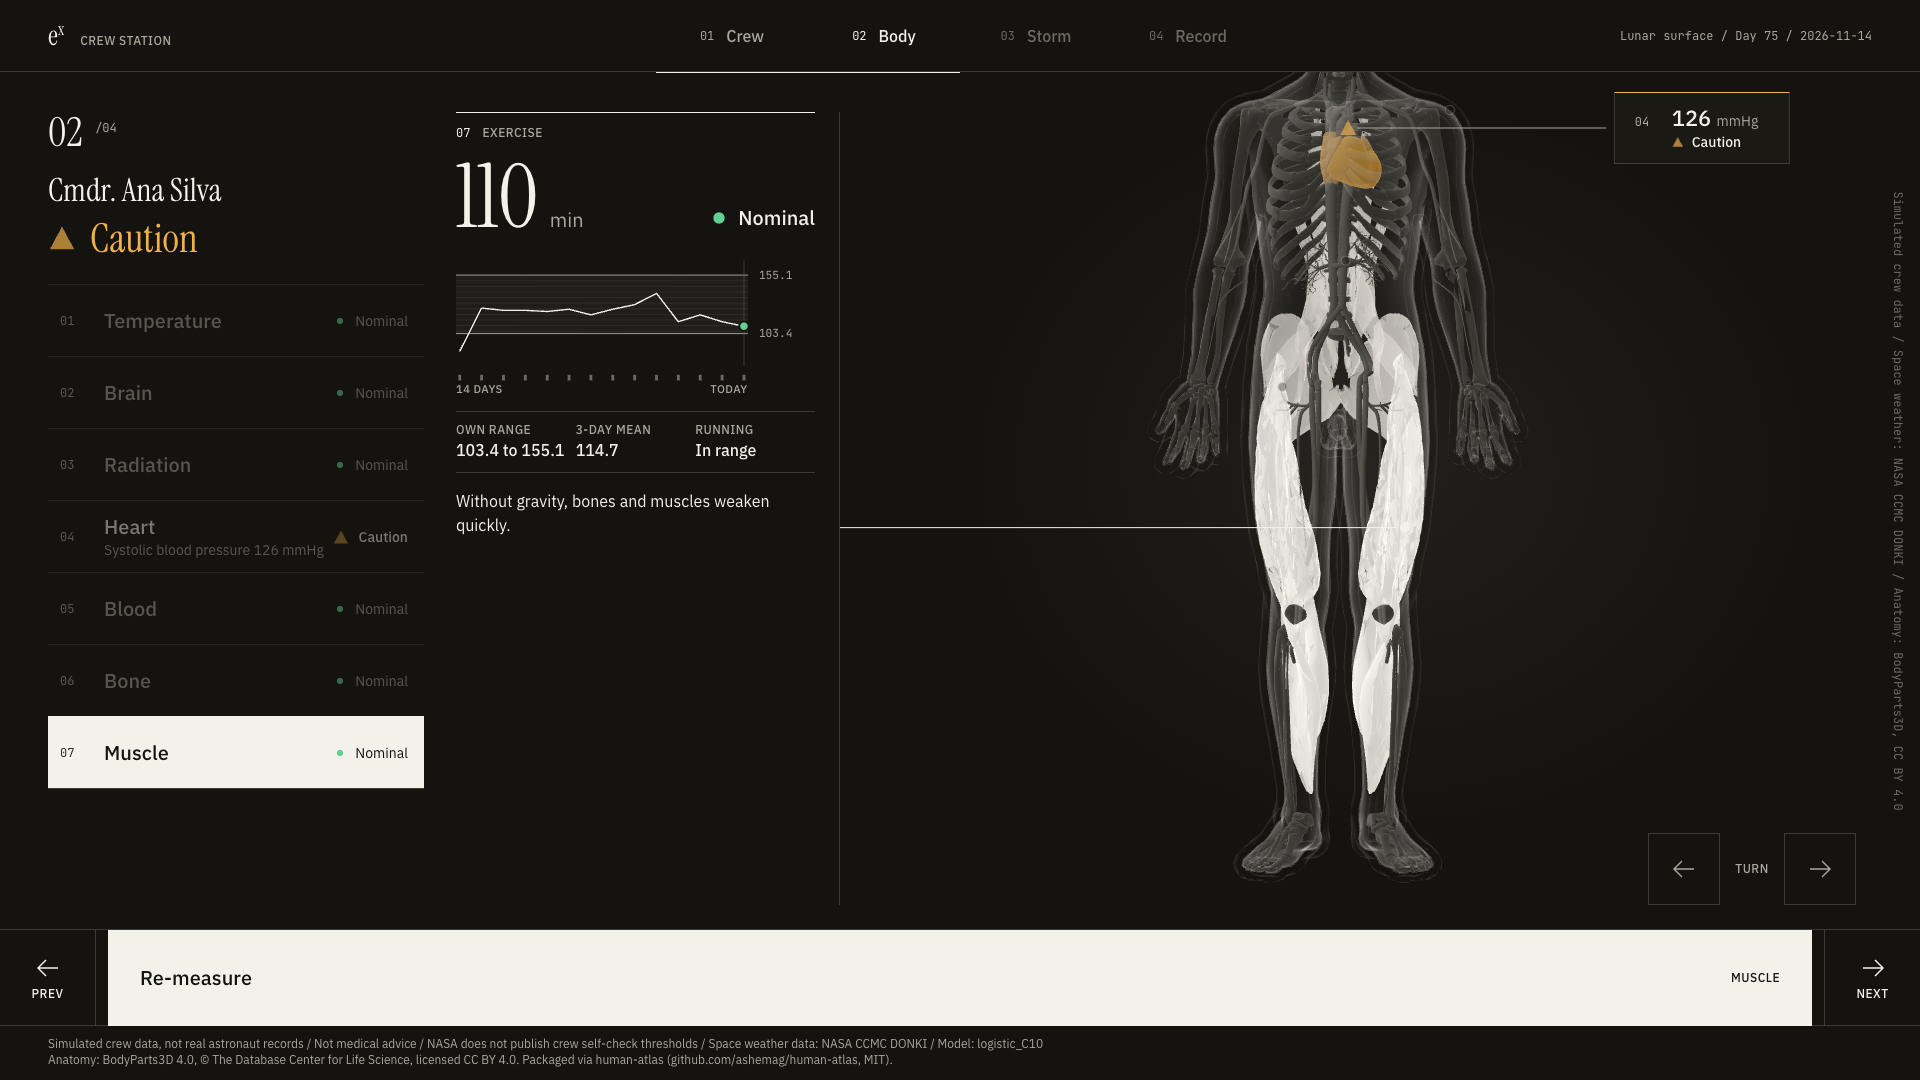 eˣ CREW STATION
01 Crew
02 Body
03 Storm
04 Record
Lunar surface / Day 75 / 2026-11-14
02 /04
Cmdr. Ana Silva
Caution
01 Temperature Nominal
02 Brain Nominal
03 Radiation Nominal
04 Heart Caution
Systolic blood pressure 126 mmHg
05 Blood Nominal
06 Bone Nominal
07 Muscle Nominal
07 EXERCISE
110 min
Nominal
155.1
103.4
14 DAYS TODAY
OWN RANGE 3-DAY MEAN RUNNING
103.4 to 155.1 114.7 In range
Without gravity, bones and muscles weaken
quickly.
04 126 mmHg
Caution
Simulated crew data / Space weather: NASA CCMC DONKI / Anatomy: BodyParts3D, CC BY 4.0
TURN
PREV
Re-measure MUSCLE
NEXT
Simulated crew data, not real astronaut records / Not medical advice / NASA does not publish crew self-check thresholds / Space weather data: NASA CCMC DONKI / Model: logistic_C10
Anatomy: BodyParts3D 4.0, © The Database Center for Life Science, licensed CC BY 4.0. Packaged via human-atlas (github.com/ashemag/human-atlas, MIT).